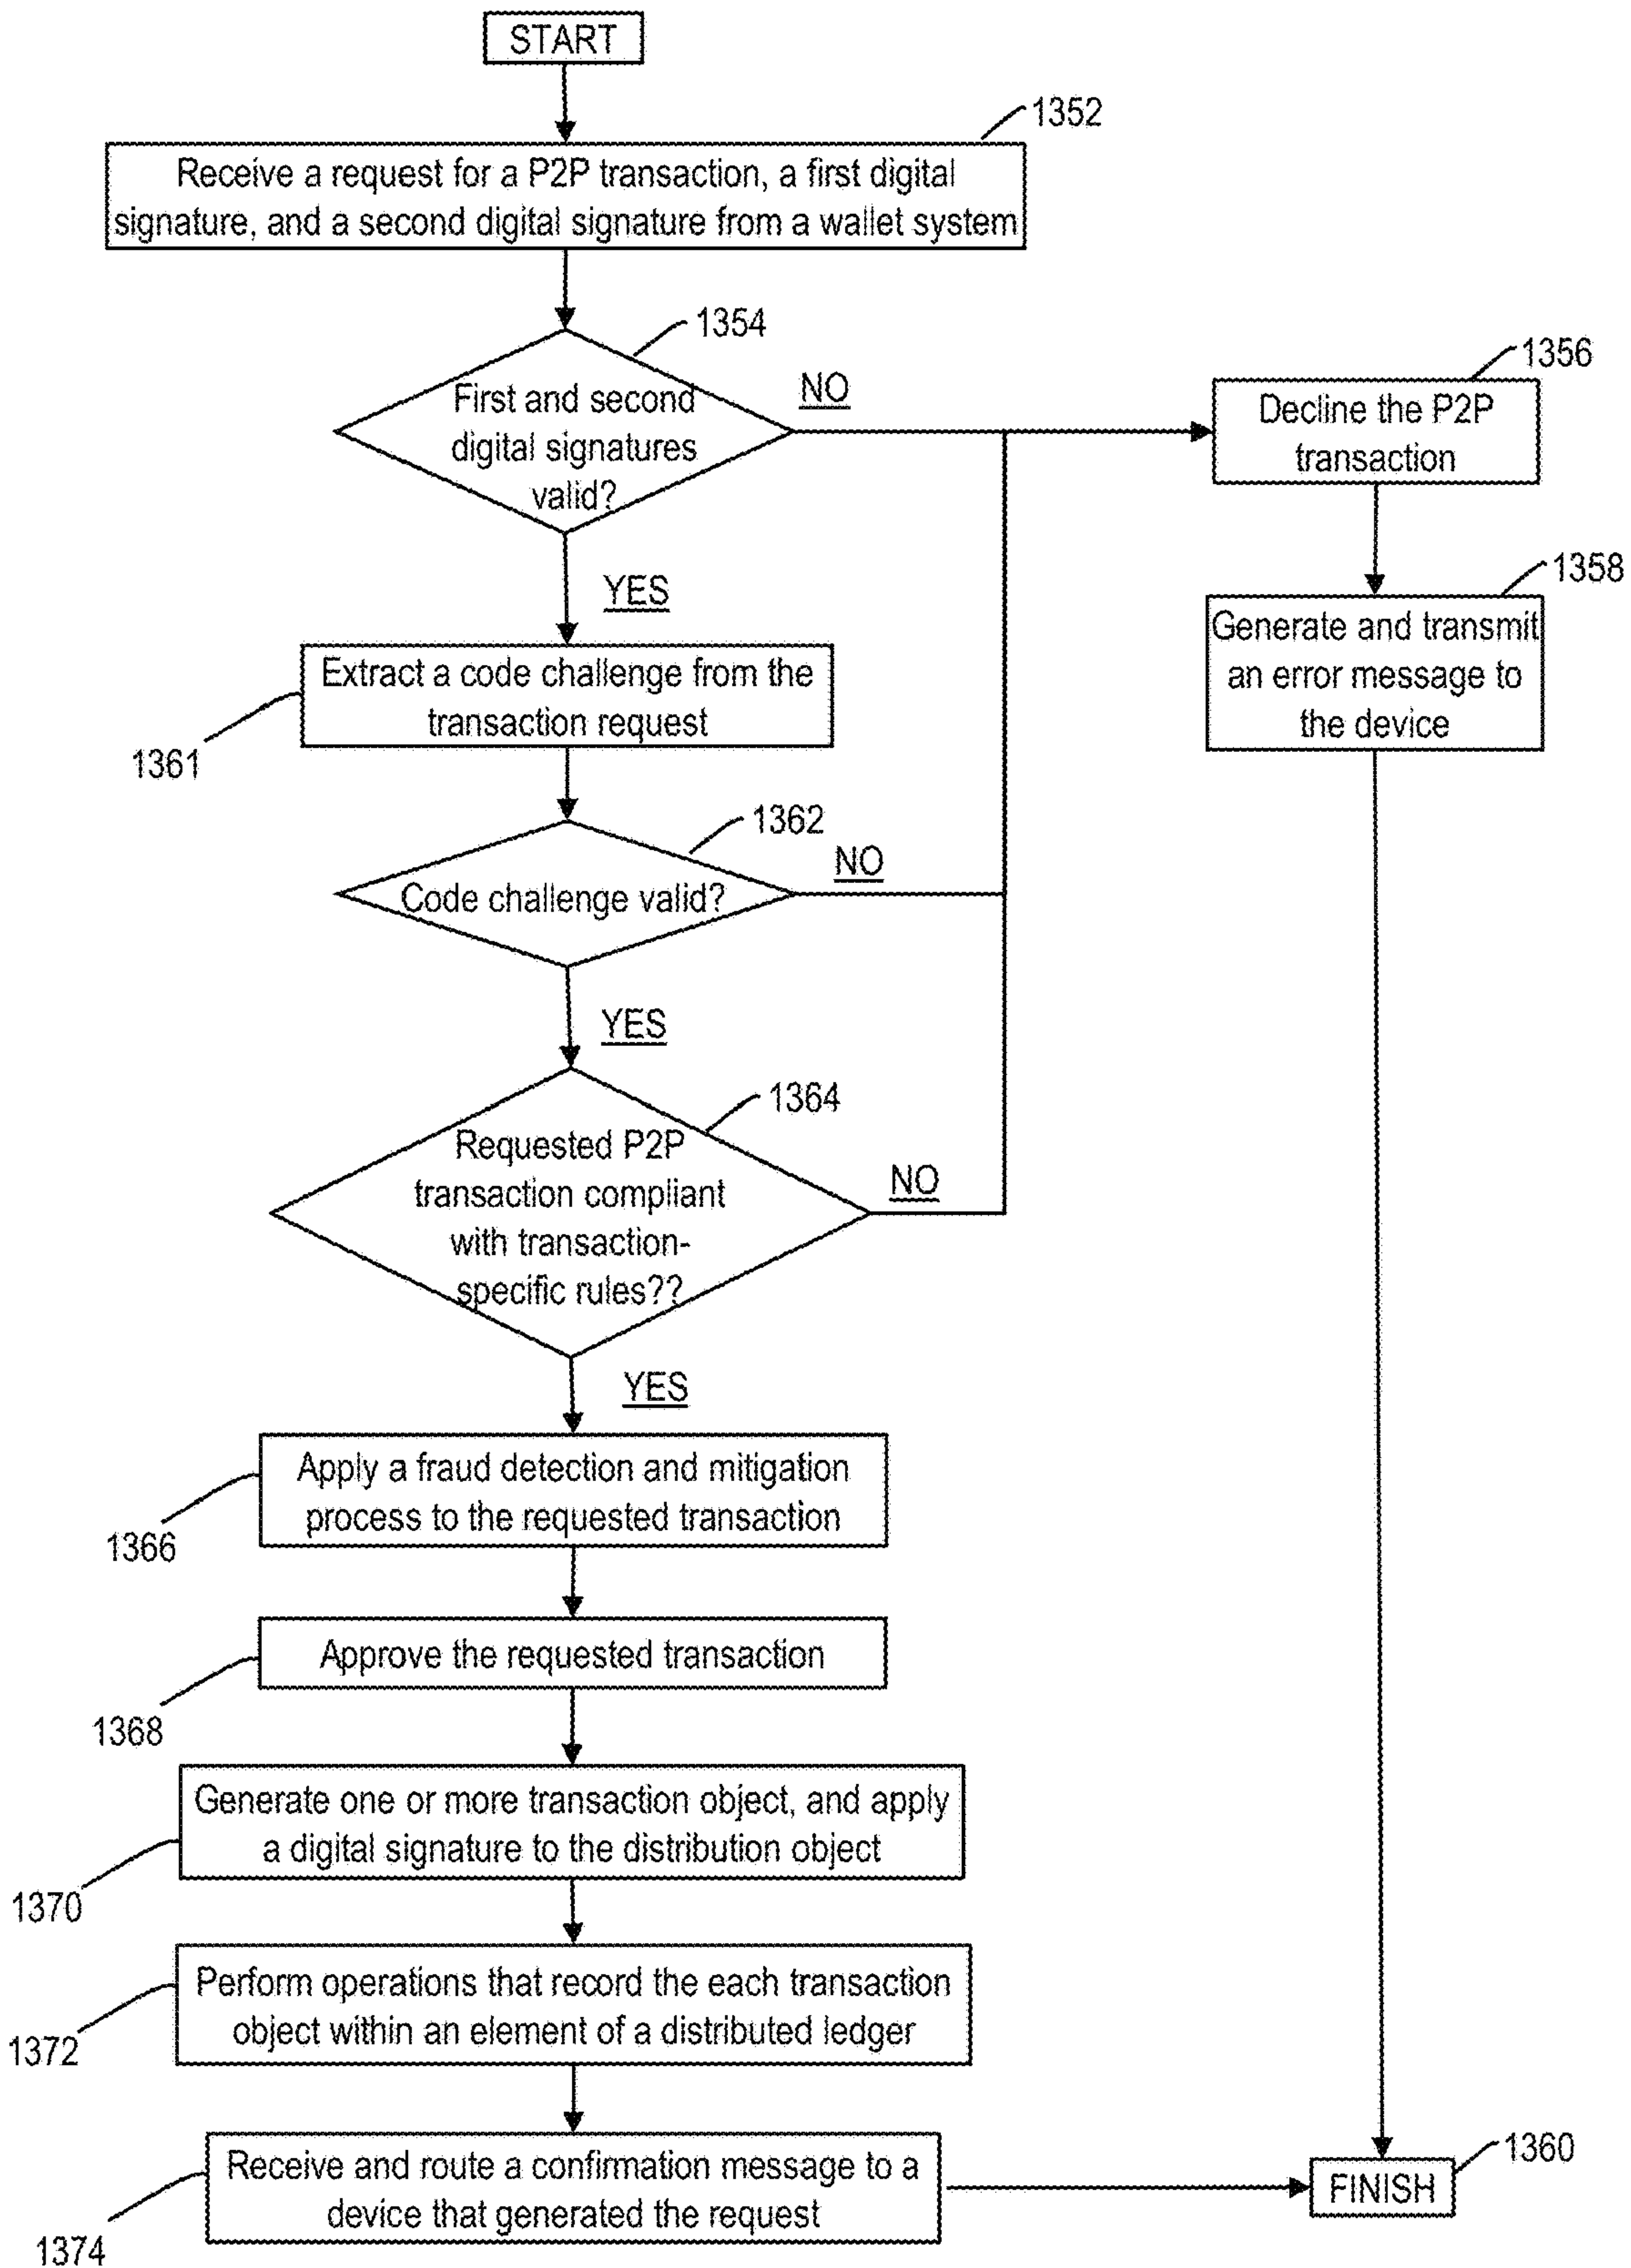 START
1352
Receive a request for a P2P transaction, a first digital
signature, and a second digital signature from a wallet system
1354
First and second
digital signatures
valid?
NO
1356
Decline the P2P
transaction
YES
1358
Generate and transmit
an error message to
the device
Extract a code challenge from the
transaction request
1361
1362
Code challenge valid?
NO
YES
1364
Requested P2P
transaction compliant
with transaction-
specific rules??
NO
YES
Apply a fraud detection and mitigation
process to the requested transaction
1366
Approve the requested transaction
1368
Generate one or more transaction object, and apply
a digital signature to the distribution object
1370
Perform operations that record the each transaction
object within an element of a distributed ledger
1372
Receive and route a confirmation message to a
device that generated the request
1374
1360
FINISH